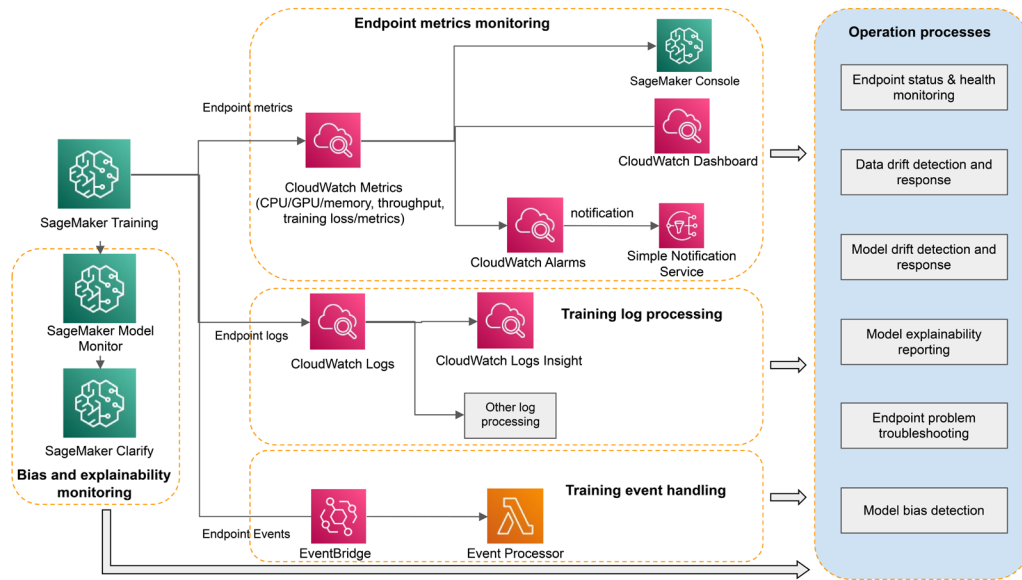 Endpoint metrics monitoring
Operation processes
SageMaker Console
Endpoint status & health
monitoring
Endpoint metrics
CloudWatch Dashboard
CloudWatch Metrics
(CPU/GPU/memory, throughput,
training loss/metrics)
Data drift detection and
response
SageMaker Training
notification
CloudWatch Alarms
Simple Notification
Service
Model drift detection and
response
SageMaker Model
Monitor
Endpoint logs
Training log processing
CloudWatch Logs
CloudWatch Logs Insight
Model explainability
reporting
Other log
processing
Endpoint problem
troubleshooting
SageMaker Clarify
Bias and explainability
monitoring
Training event handling
Model bias detection
Endpoint Events
EventBridge
Event Processor